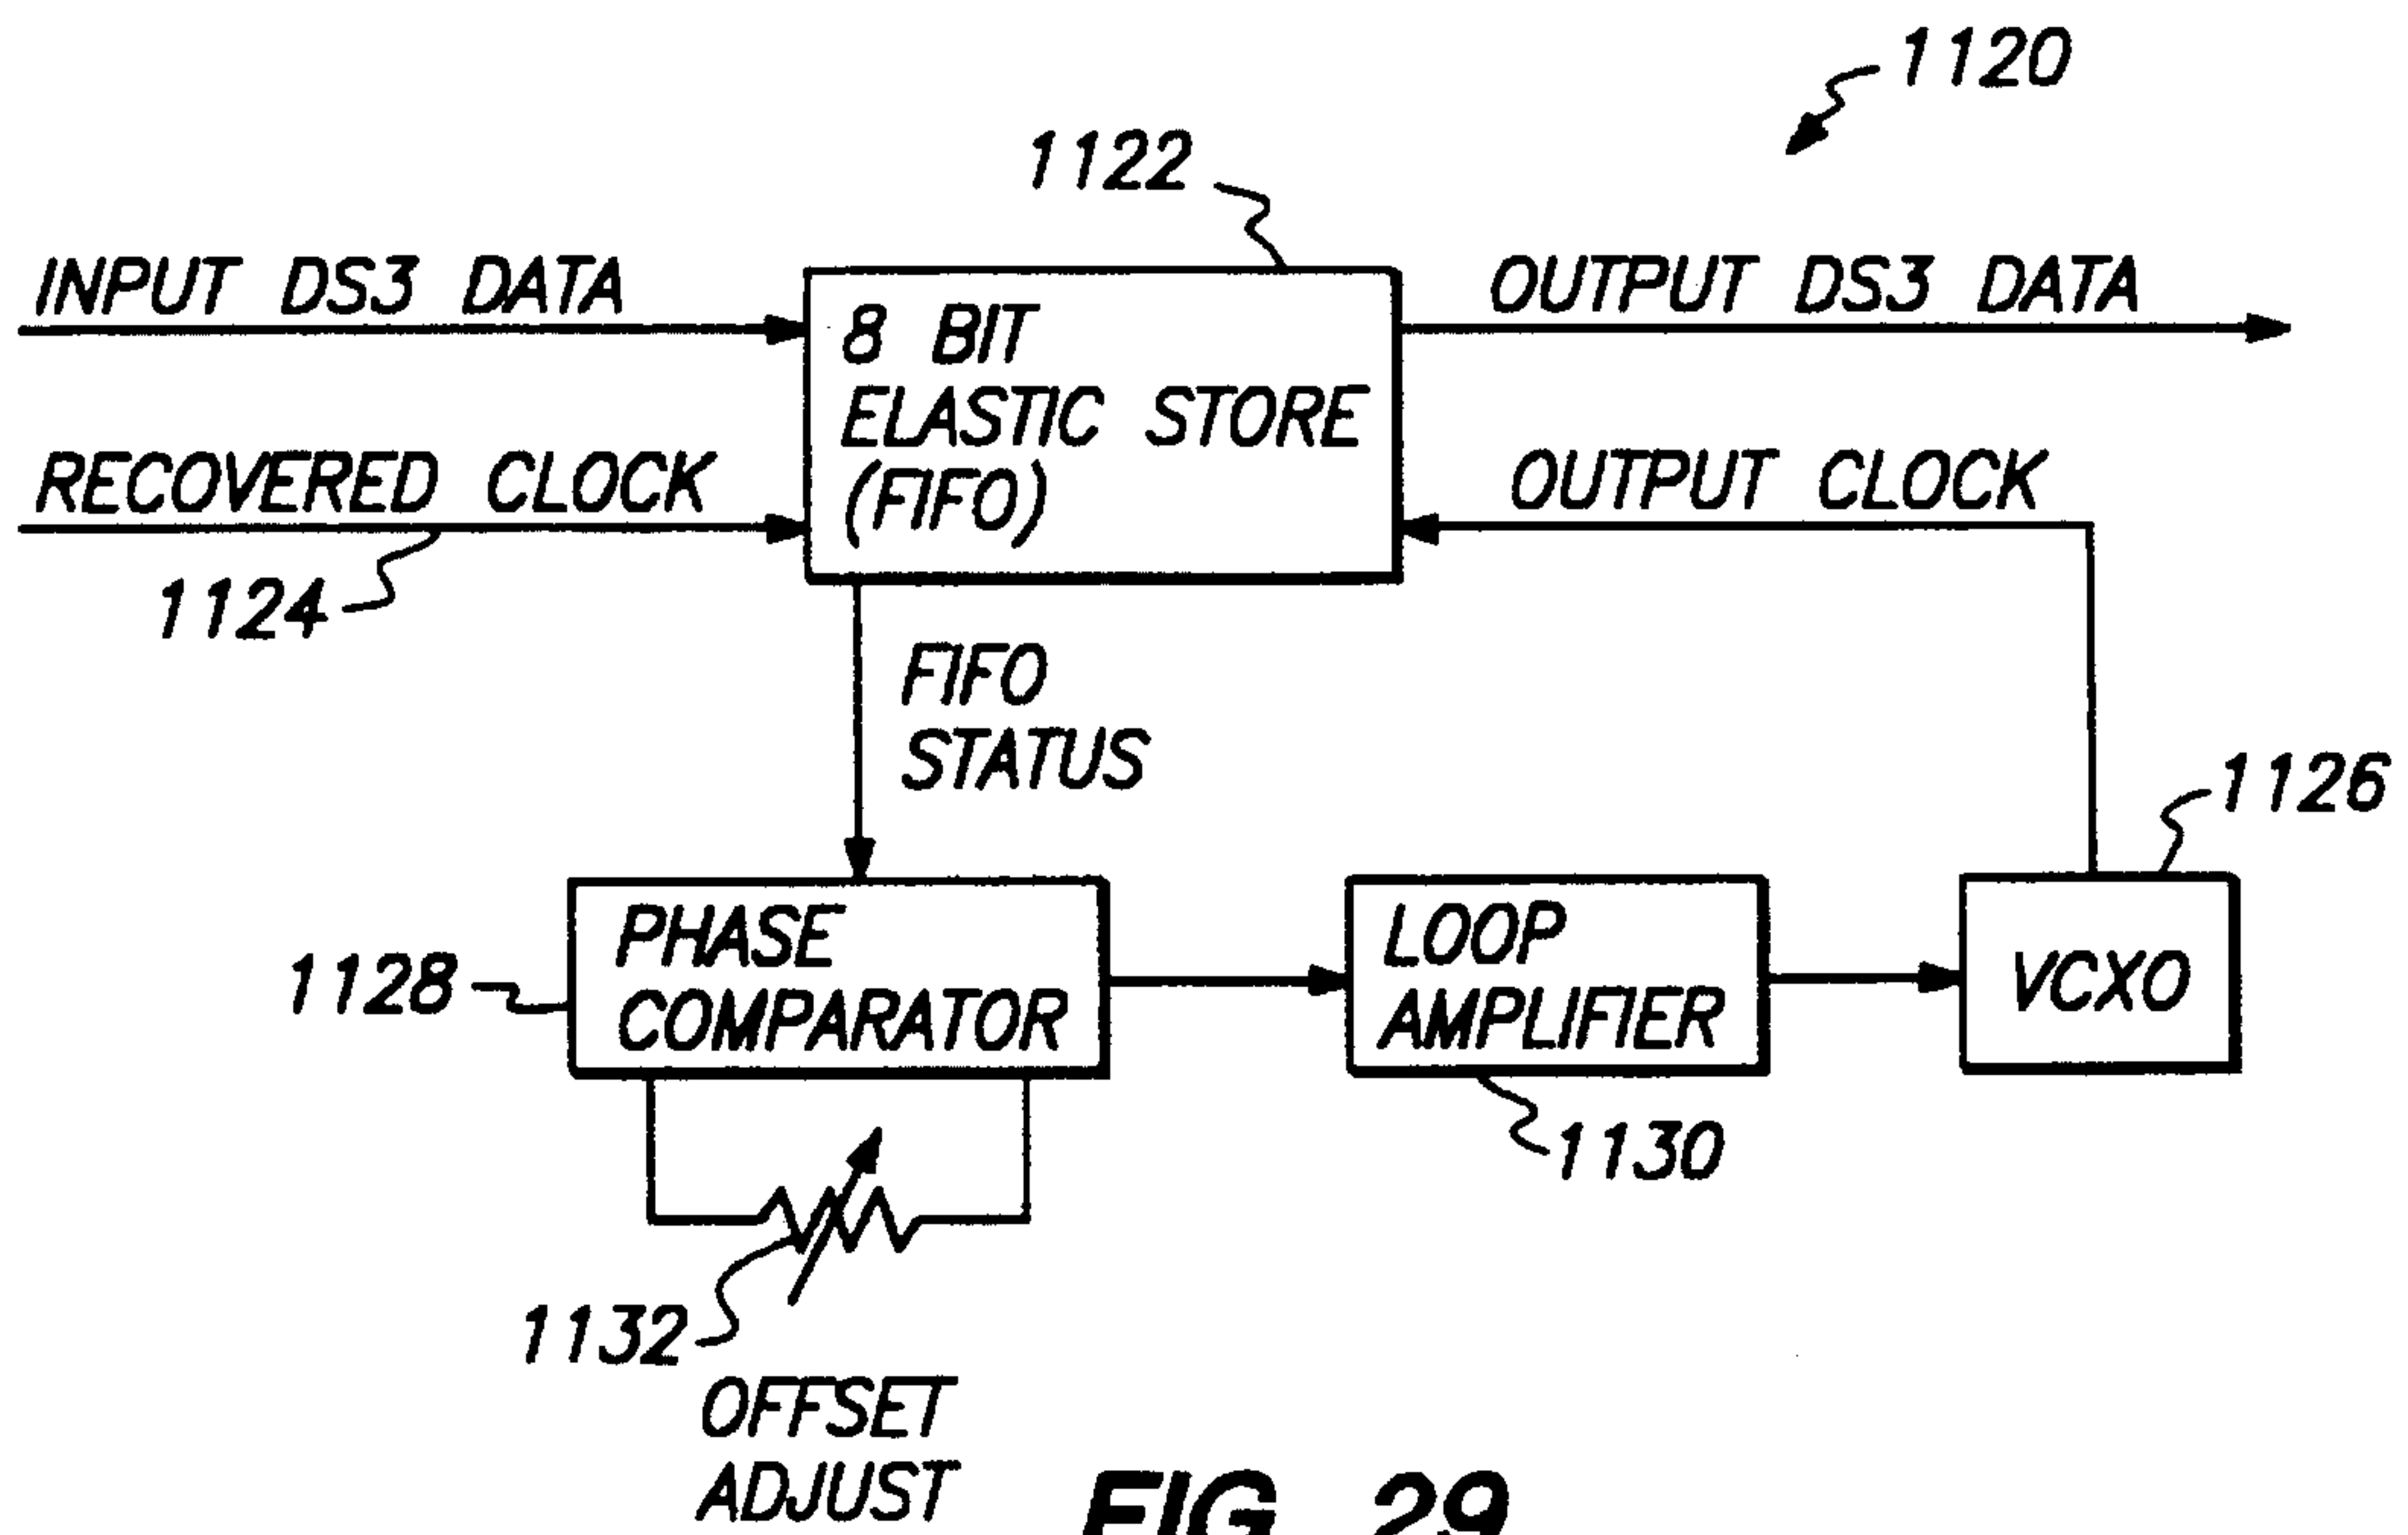 1120
1122
INPUT DS3 DATA
8 BIT
ELASTIC STORE
(FIFO)
OUTPUT DS3 DATA
RECOVERED CLOCK
OUTPUT CLOCK
1124
FIFO
STATUS
1126
1128
PHASE
COMPARATOR
LOOP
AMPLIFIER
VCXO
1130
1132
OFFSET
ADJUST
FIG. 29